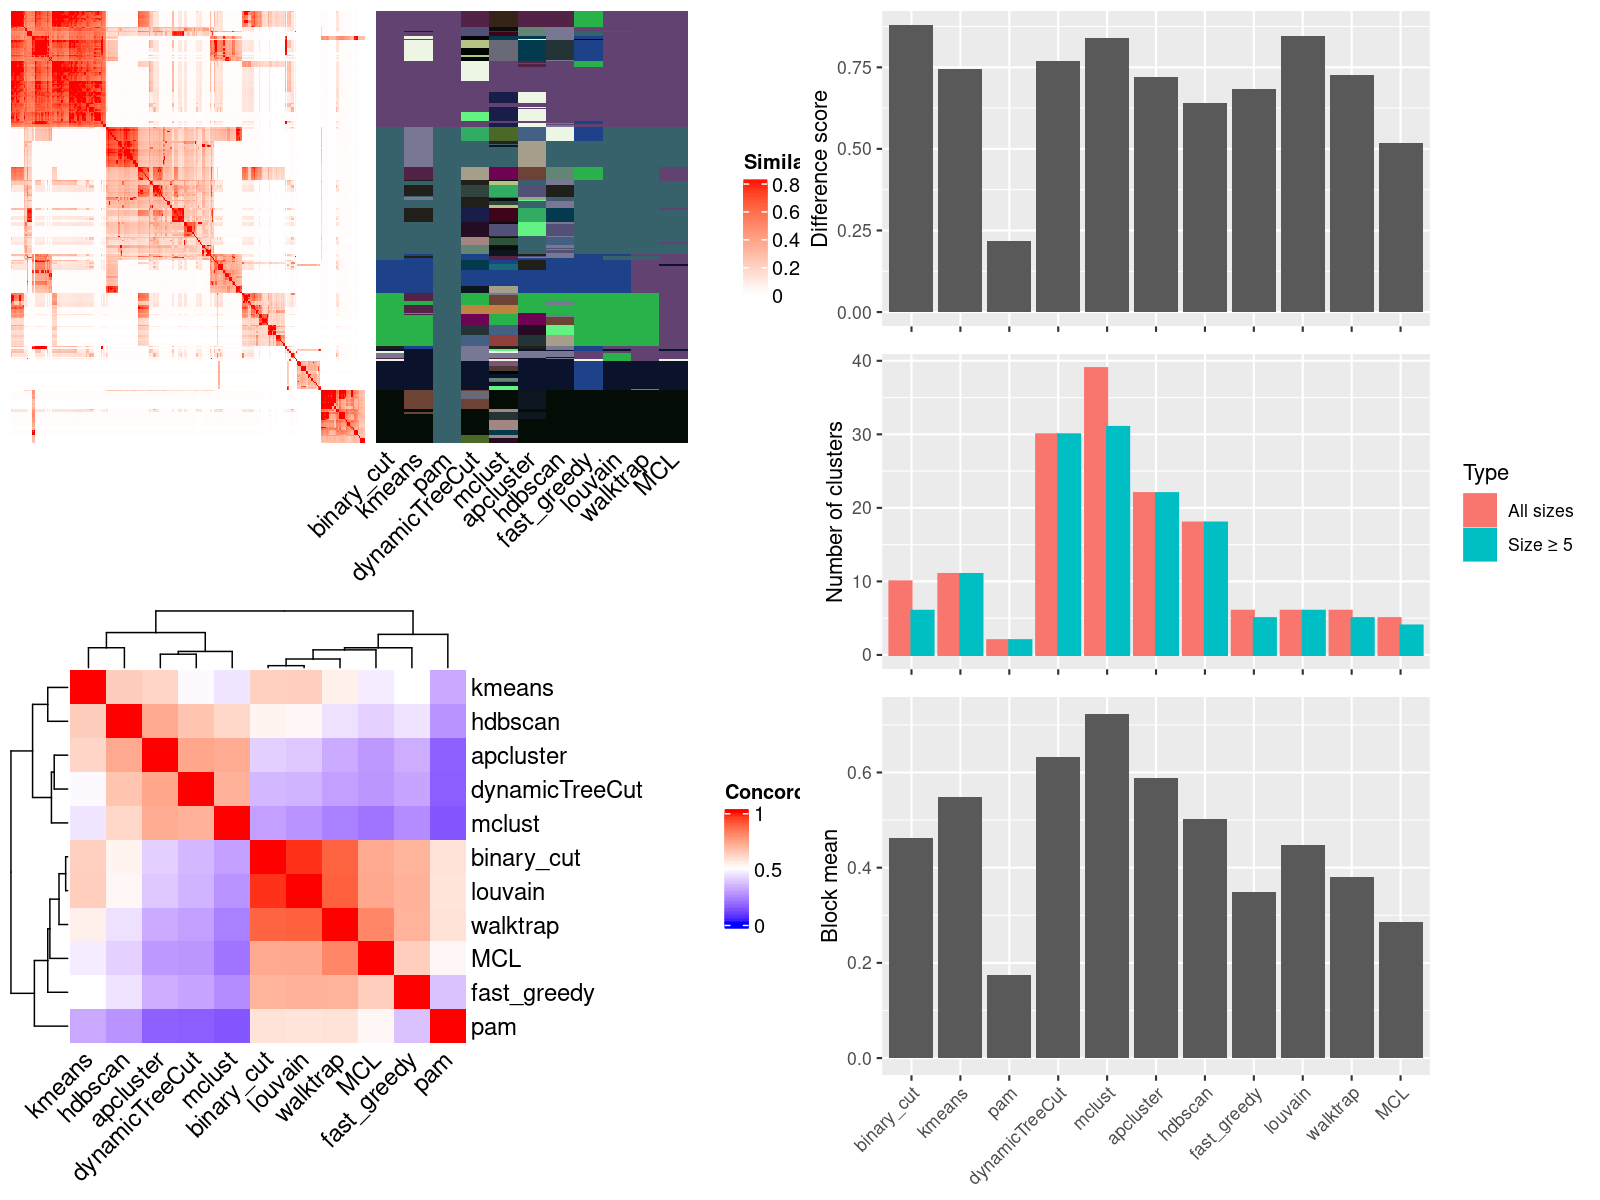 Simila
0.8
0.6
0.4
0.2
0
binary_cut
kmeans
pam
dynamicTreeCut
mclust
apcluster
hdbscan
fast_greedy
louvain
walktrap
MCL
kmeans
hdbscan
apcluster
dynamicTreeCut
mclust
binary_cut
louvain
walktrap
MCL
fast_greedy
pam
kmeans
hdbscan
apcluster
dynamicTreeCut
mclust
binary_cut
louvain
walktrap
MCL
fast_greedy
pam
Concord
1
0.5
0
Difference score
0.75
0.50
0.25
0.00
Number of clusters
40
30
20
10
0
Type
All sizes
Size ≥ 5
Block mean
0.6
0.4
0.2
0.0
binary_cut
kmeans
pam
dynamicTreeCut
mclust
apcluster
hdbscan
fast_greedy
louvain
walktrap
MCL